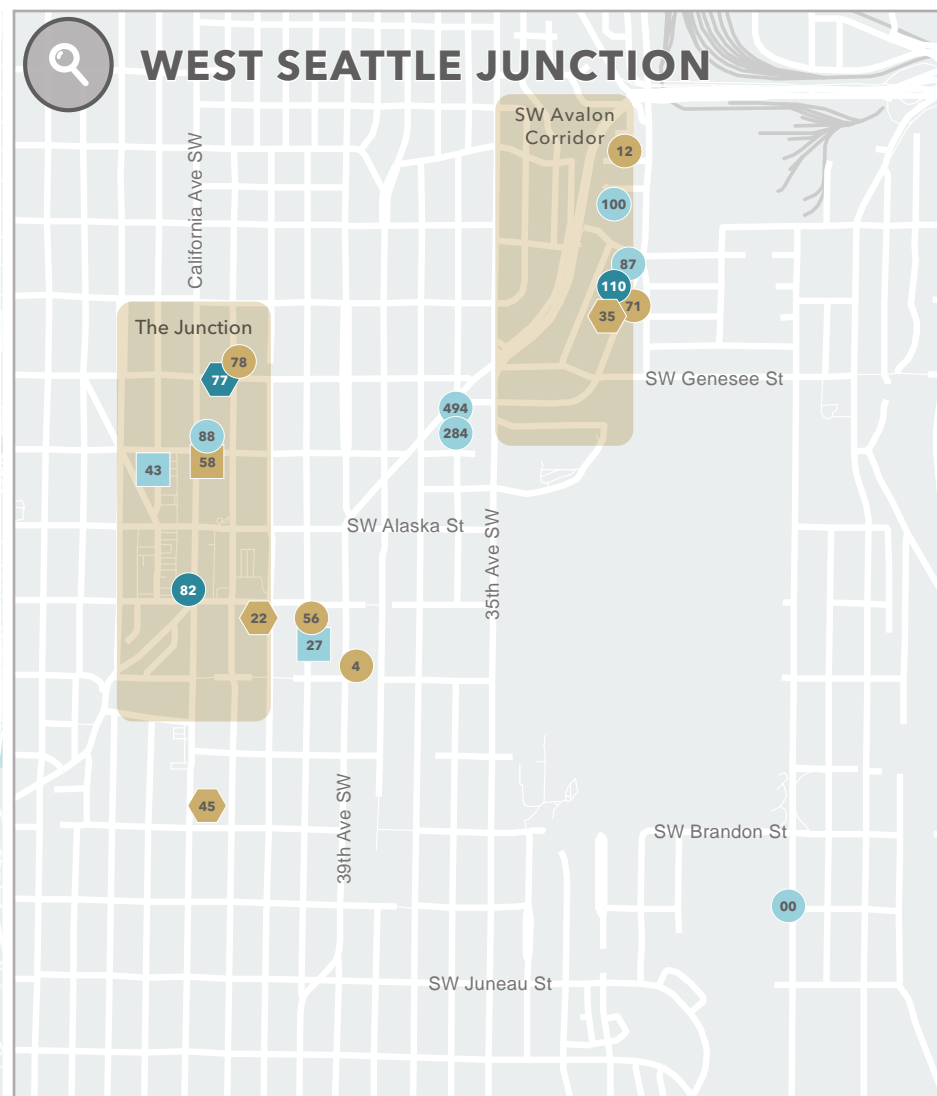 WEST SEATTLE JUNCTION
SW Avalon
Corridor
12
California Ave SW
100
87
110
71
35
The Junction
78
77
SW Genesee St
494
88
284
58
43
SW Alaska St
35th Ave SW
82
22
56
27
4
39th Ave SW
45
SW Brandon St
00
SW Juneau St